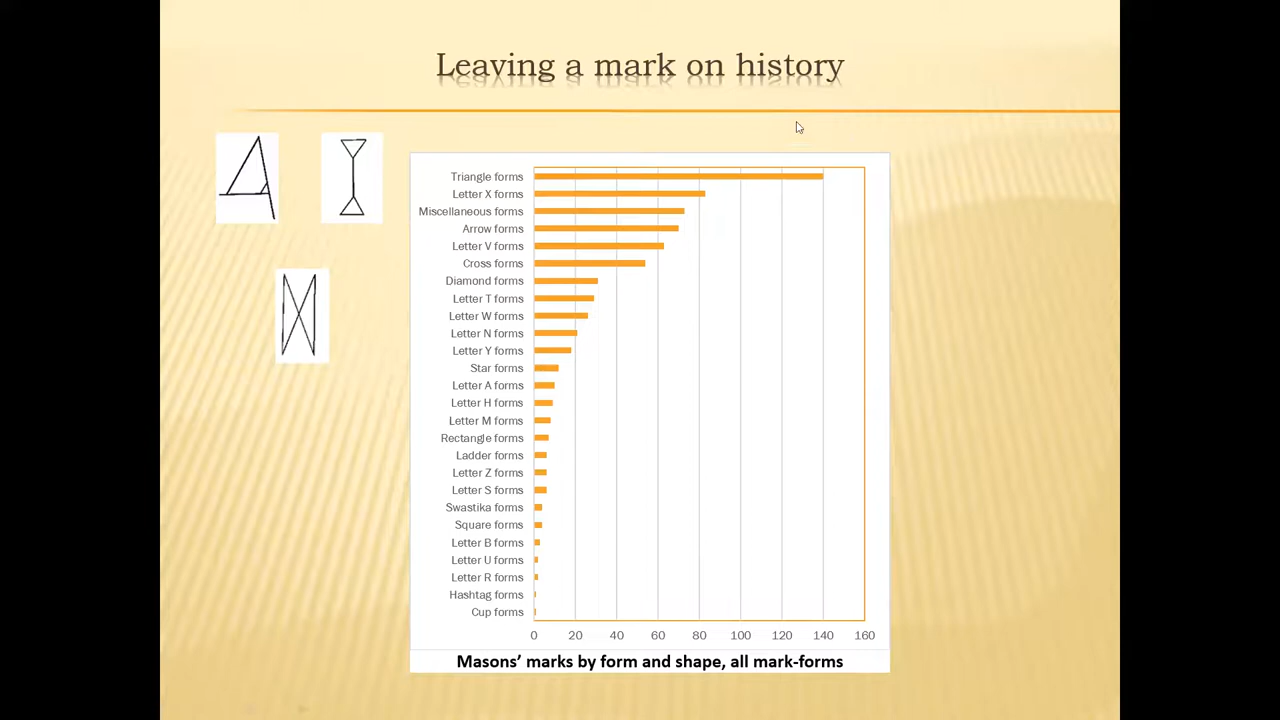 Leaving a mark on history
Triangle forms
Letter X forms
Miscellaneous forms
Arrow forms
Letter V forms
Cross forms
Diamond forms
Letter T forms
Letter W forms
Letter N forms
Letter Y forms
Star forms
Letter A forms
Letter H forms
Letter M forms
Rectangle forms
Ladder forms
Letter Z forms
Letter S forms
Swastika forms
Square forms
Letter B forms
Letter U forms
Letter R forms
Hashtag forms
Cup forms
0 20 40 60 80 100 120 140 160
Masons’ marks by form and shape, all mark-forms